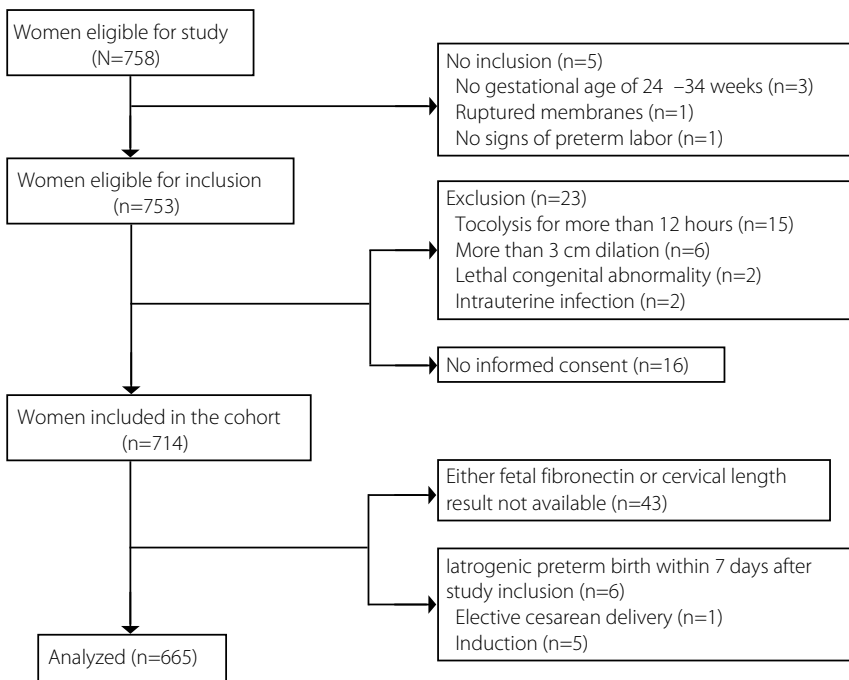 Women eligible for study
(N=758)
No inclusion (n=5)
No gestational age of 24 –34 weeks (n=3)
Ruptured membranes (n=1)
No signs of preterm labor (n=1)
Women eligible for inclusion
(n=753)
Exclusion (n=23)
Tocolysis for more than 12 hours (n=15)
More than 3 cm dilation (n=6)
Lethal congenital abnormality (n=2)
Intrauterine infection (n=2)
No informed consent (n=16)
Women included in the cohort
(n=714)
Either fetal fibronectin or cervical length
result not available (n=43)
Iatrogenic preterm birth within 7 days after
study inclusion (n=6)
Elective cesarean delivery (n=1)
Induction (n=5)
Analyzed (n=665)